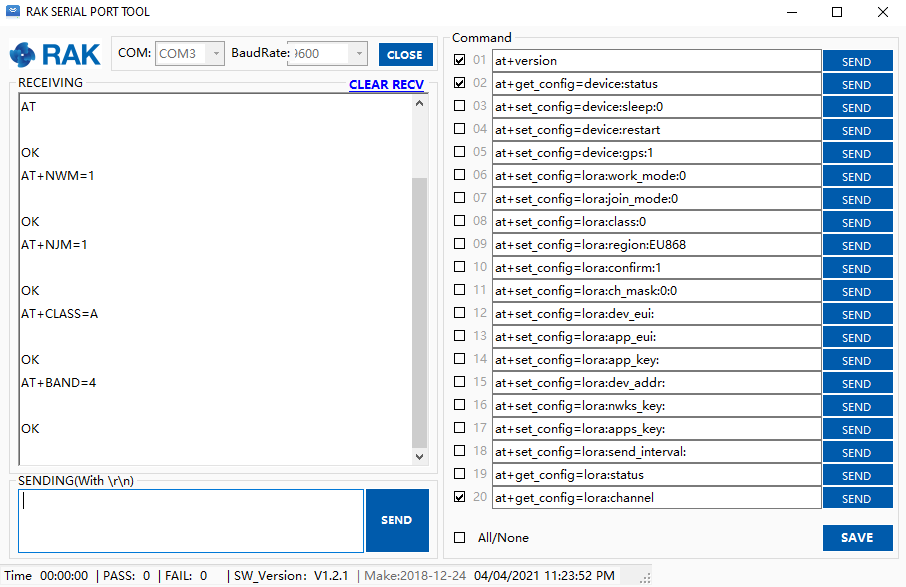 RAK SERIAL PORT TOOL
RAK
COM: COM3 BaudRate: 9600 CLOSE
RECEIVING CLEAR RECV
AT
OK
AT+NWM=1
OK
AT+NJM=1
OK
AT+CLASS=A
OK
AT+BAND=4
OK
SENDING(With \r\n)
SEND
Command
01 at+version SEND
02 at+get_config=device:status SEND
03 at+set_config=device:sleep:0 SEND
04 at+set_config=device:restart SEND
05 at+set_config=device:gps:1 SEND
06 at+set_config=lora:work_mode:0 SEND
07 at+set_config=lora:join_mode:0 SEND
08 at+set_config=lora:class:0 SEND
09 at+set_config=lora:region:EU868 SEND
10 at+set_config=lora:confirm:1 SEND
11 at+set_config=lora:ch_mask:0:0 SEND
12 at+set_config=lora:dev_eui: SEND
13 at+set_config=lora:app_eui: SEND
14 at+set_config=lora:app_key: SEND
15 at+set_config=lora:dev_addr: SEND
16 at+set_config=lora:nwks_key: SEND
17 at+set_config=lora:apps_key: SEND
18 at+set_config=lora:send_interval: SEND
19 at+get_config=lora:status SEND
20 at+get_config=lora:channel SEND
All/None SAVE
Time 00:00:00 | PASS: 0 | FAIL: 0 | SW_Version: V1.2.1 | Make:2018-12-24 04/04/2021 11:23:52 PM